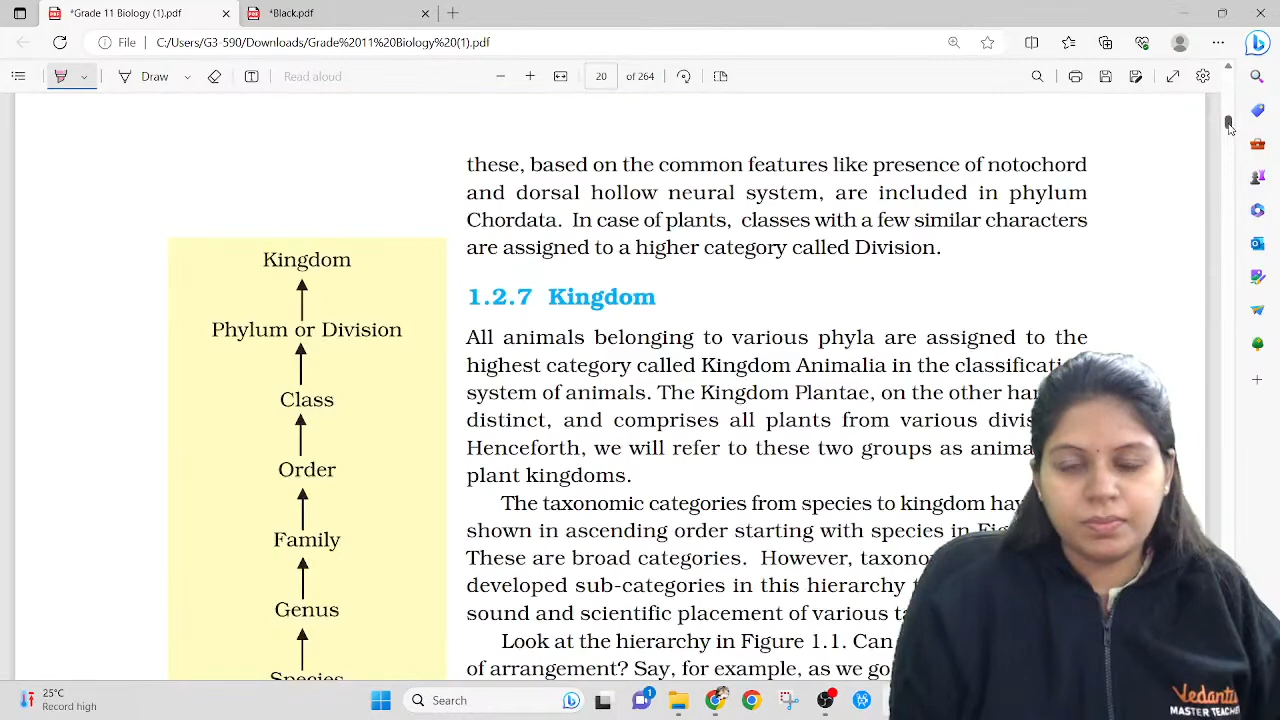 *Grade 11 Biology (1).pdf
*Black.pdf
File
C:/Users/G3-590/Downloads/Grade%2011%20Biology%20(1).pdf
Draw
Read aloud
20 of 264
these, based on the common features like presence of notochord
and dorsal hollow neural system, are included in phylum
Chordata. In case of plants, classes with a few similar characters
are assigned to a higher category called Division.
Kingdom
Phylum or Division
Class
Order
Family
Genus
Species
1.2.7 Kingdom
All animals belonging to various phyla are assigned to the
highest category called Kingdom Animalia in the classification
system of animals. The Kingdom Plantae, on the other
distinct, and comprises all plants from various
Henceforth, we will refer to these two groups as
plant kingdoms.
The taxonomic categories from species to kingdom
shown in ascending order starting with species in
These are broad categories. However,
developed sub-categories in this hierarchy
sound and scientific placement of various
Look at the hierarchy in Figure 1.1. Can
of arrangement? Say, for example, as we go
Vedantu
MASTER TEACHER
25°C
Record high
Search
1